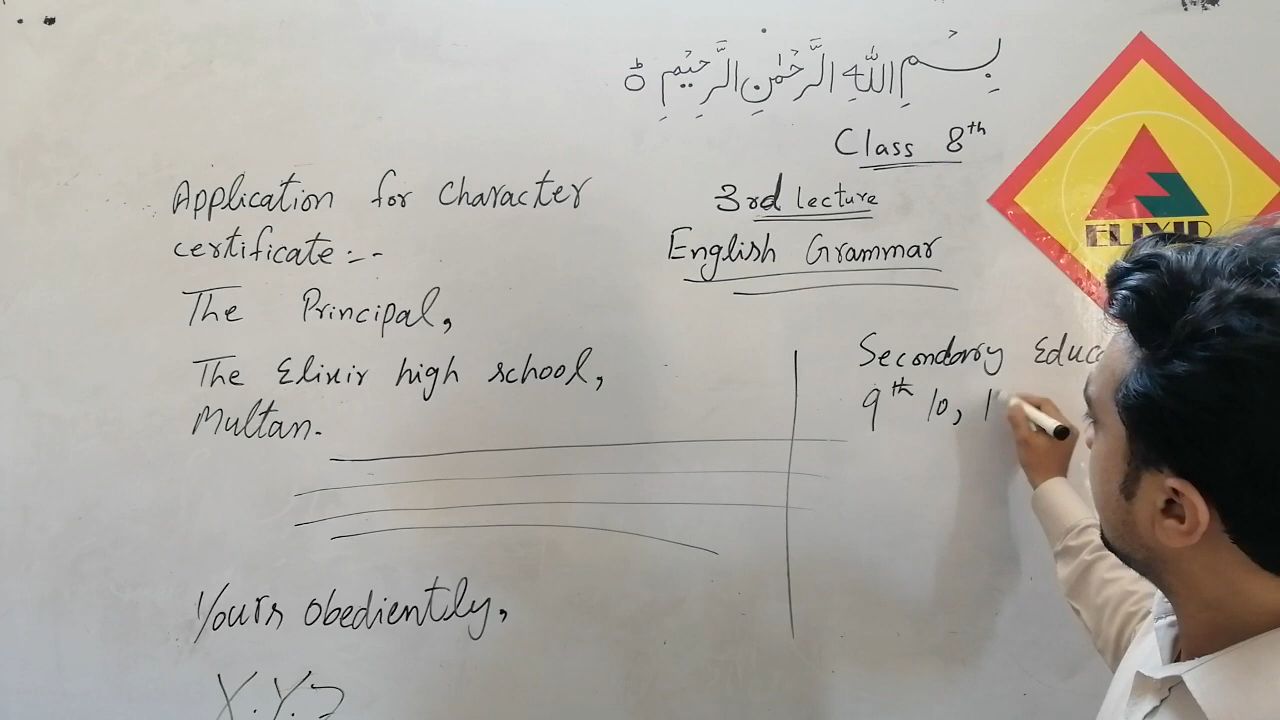 بِسْمِ اللهِ الرَّحْمٰنِ الرَّحِيْمِ
Class 8th
3rd lecture
English Grammar
ELIXIR
Application for Character
certificate:--
The Principal,
The Elixir high school,
Multan.
Yours obediently,
X.Y.Z
Secondary Educa
9th 10, 1